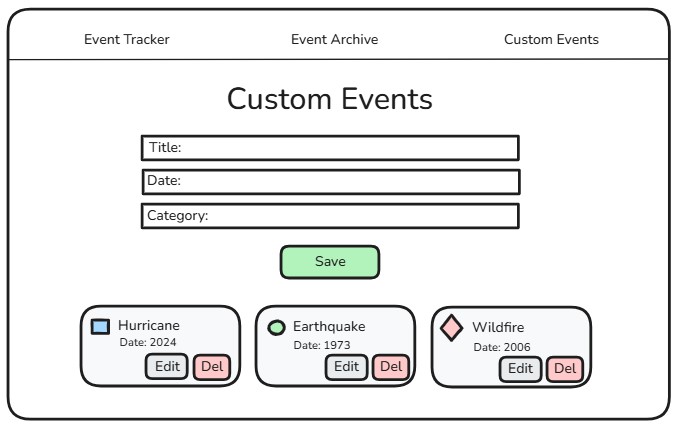 Event Tracker Event Archive Custom Events
Custom Events
Title:
Date:
Category:
Save
Hurricane
Date: 2024
Edit Del
Earthquake
Date: 1973
Edit Del
Wildfire
Date: 2006
Edit Del